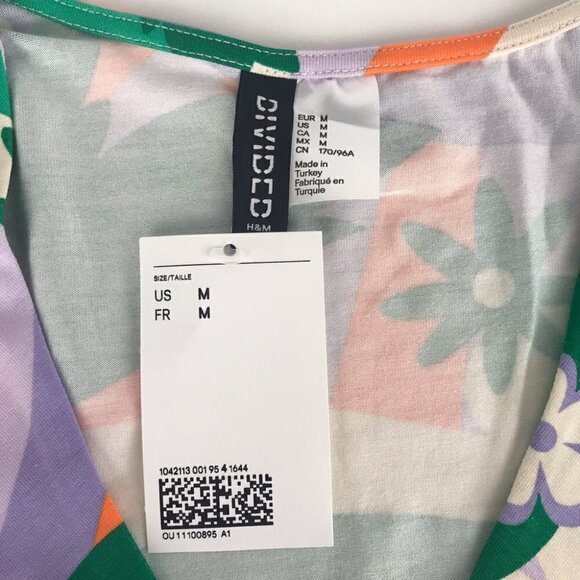 DIVIDED
H&M
EUR M
US M
CA M
MX M
CN 170/96A
Made in
Turkey
Fabriqué en
Turquie
SIZE/TAILLE
US M
FR M
1042113 001 95 4 1644
OU11100895 A1